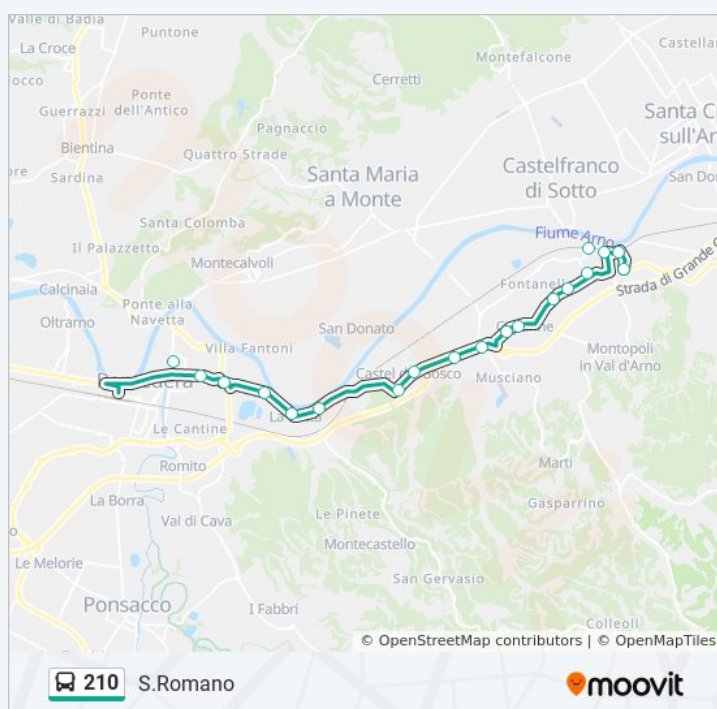 Valle di Badia
La Croce
Puntone
Montefalcone
Castellan
occo
Ponte
dell'Antico
Cerretti
Guerrazzi
Pagnaccio
Santa C
sull'Ar
Bientina
Quattro Strade
Castelfranco
di Sotto
ore
Sardina
Santa Maria
a Monte
San Don
Santa Colomba
Fiume Arno
Il Palazzetto
Montecalvoli
Strada di Grande C
Calcinaia
Fontanell
Oltrarno
Ponte alla
Navetta
San Donato
Villa Fantoni
Montopoli
in Val d'Arno
Castel del Bosco
Musciano
Le Cantine
Romito
Marti
La Borra
Val di Cava
Le Pinete
Gasparrino
Montecastello
Le Melorie
San Gervasio
Ponsacco
I Fabbri
Colleoli
© OpenStreetMap contributors | © OpenMapTiles
210 S.Romano
moovit